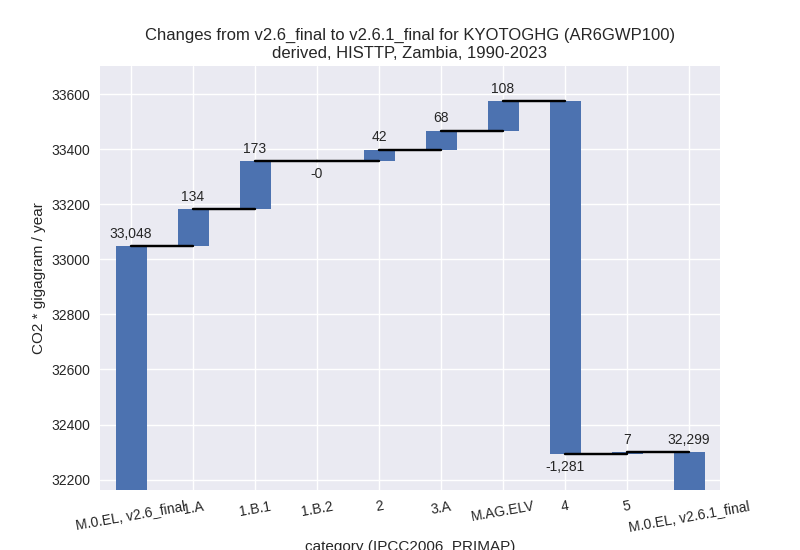 Changes from v2.6_final to v2.6.1_final for KYOTOGHG (AR6GWP100)
derived, HISTTP, Zambia, 1990-2023
CO2 * gigagram / year
33600
33400
33200
33000
32800
32600
32400
32200
33,048
134
173
-0
42
68
108
-1,281
7
32,299
M.0.EL, v2.6_final
1.A
1.B.1
1.B.2
2
3.A
M.AG.ELV
4
5
M.0.EL, v2.6.1_final
category (IPCC2006_PRIMAP)